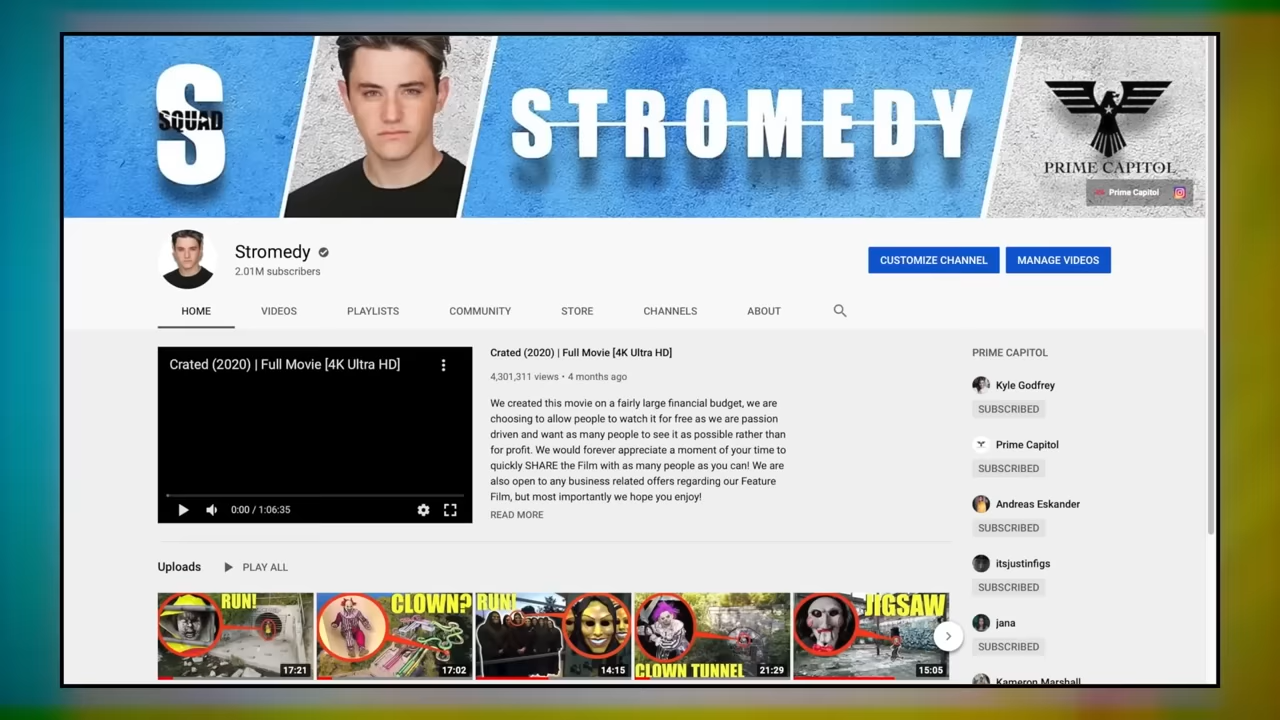 S
SQUAD
STROMEDY
PRIME CAPITOL
Prime Capitol
Stromedy
2.01M subscribers
CUSTOMIZE CHANNEL
MANAGE VIDEOS
HOME
VIDEOS
PLAYLISTS
COMMUNITY
STORE
CHANNELS
ABOUT
Crated (2020) | Full Movie [4K Ultra HD]
0:00 / 1:06:35
Crated (2020) | Full Movie [4K Ultra HD]
4,301,311 views • 4 months ago
We created this movie on a fairly large financial budget, we are
choosing to allow people to watch it for free as we are passion
driven and want as many people to see it as possible rather than
for profit. We would forever appreciate a moment of your time to
quickly SHARE the Film with as many people as you can! We are
also open to any business related offers regarding our Feature
Film, but most importantly we hope you enjoy!
READ MORE
PRIME CAPITOL
Kyle Godfrey
SUBSCRIBED
Prime Capitol
SUBSCRIBED
Andreas Eskander
SUBSCRIBED
itsjustinfigs
SUBSCRIBED
jana
SUBSCRIBED
Kameron Marshall
Uploads
PLAY ALL
RUN!
17:21
CLOWN?
17:02
RUN!
14:15
CLOWN TUNNEL
21:29
JIGSAW
15:05